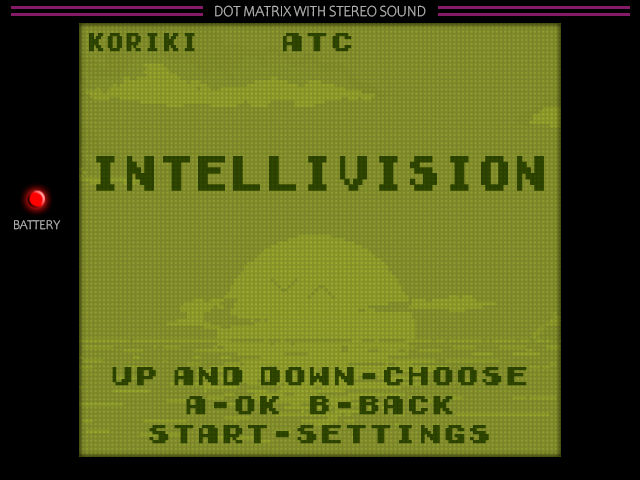 DOT MATRIX WITH STEREO SOUND
KORIKI ATC
INTELLIVISION
BATTERY
UP AND DOWN-CHOOSE
A-OK B-BACK
START-SETTINGS